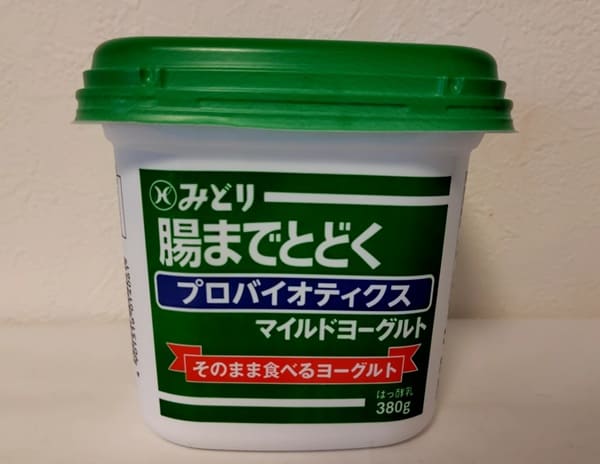 みどり
腸までとどく
プロバイオティクス
マイルドヨーグルト
そのまま食べるヨーグルト
はっ酵乳
380g